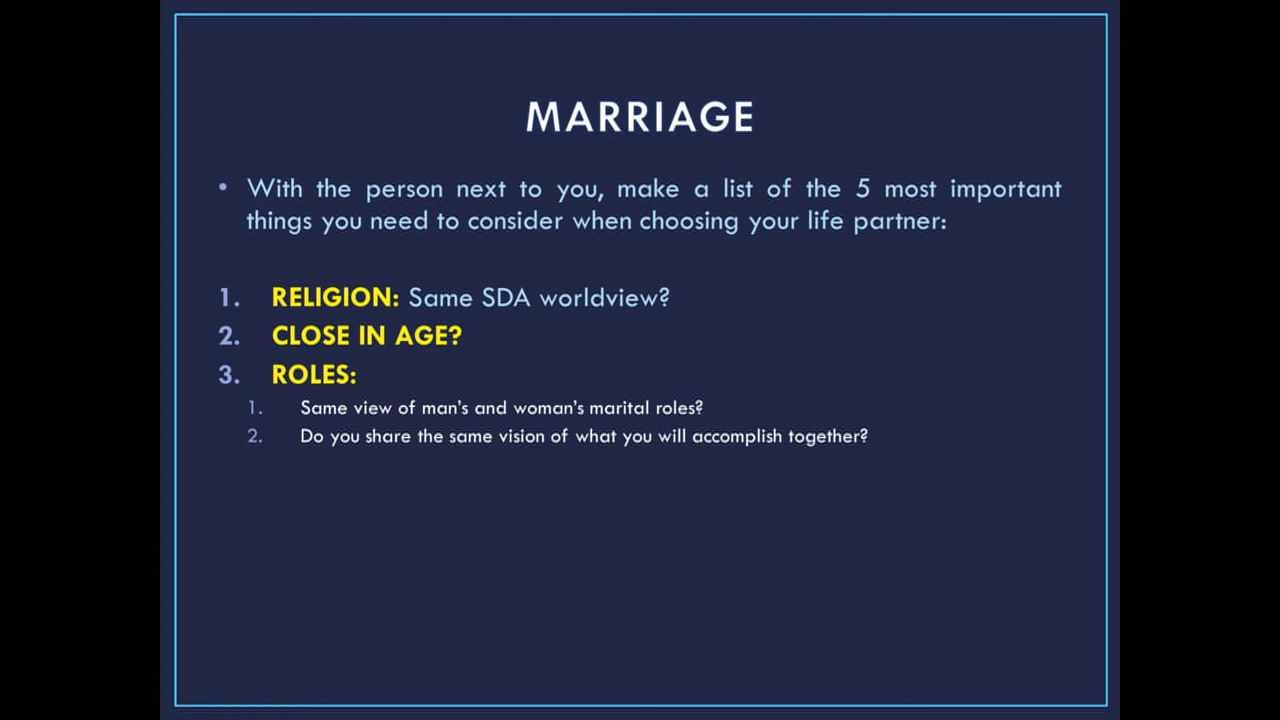 MARRIAGE
• With the person next to you, make a list of the 5 most important
things you need to consider when choosing your life partner:
1. RELIGION: Same SDA worldview?
2. CLOSE IN AGE?
3. ROLES:
1. Same view of man's and woman's marital roles?
2. Do you share the same vision of what you will accomplish together?